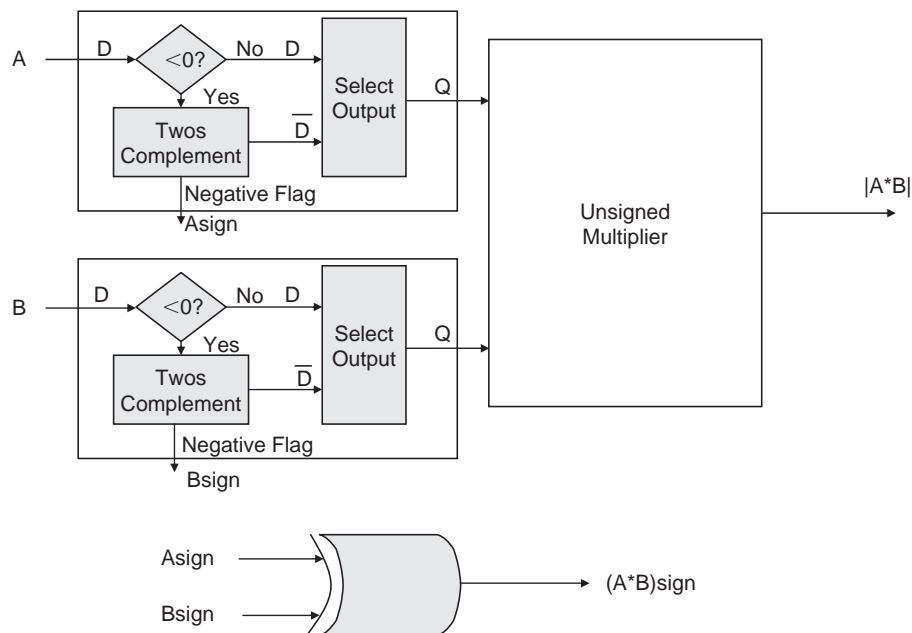 A
D
<0?
No
D
Yes
Twos
Complement
D̅
Select
Output
Q
Negative Flag
Asign
B
D
<0?
No
D
Yes
Twos
Complement
D̅
Select
Output
Q
Negative Flag
Bsign
Unsigned
Multiplier
|A*B|
Asign
Bsign
(A*B)sign